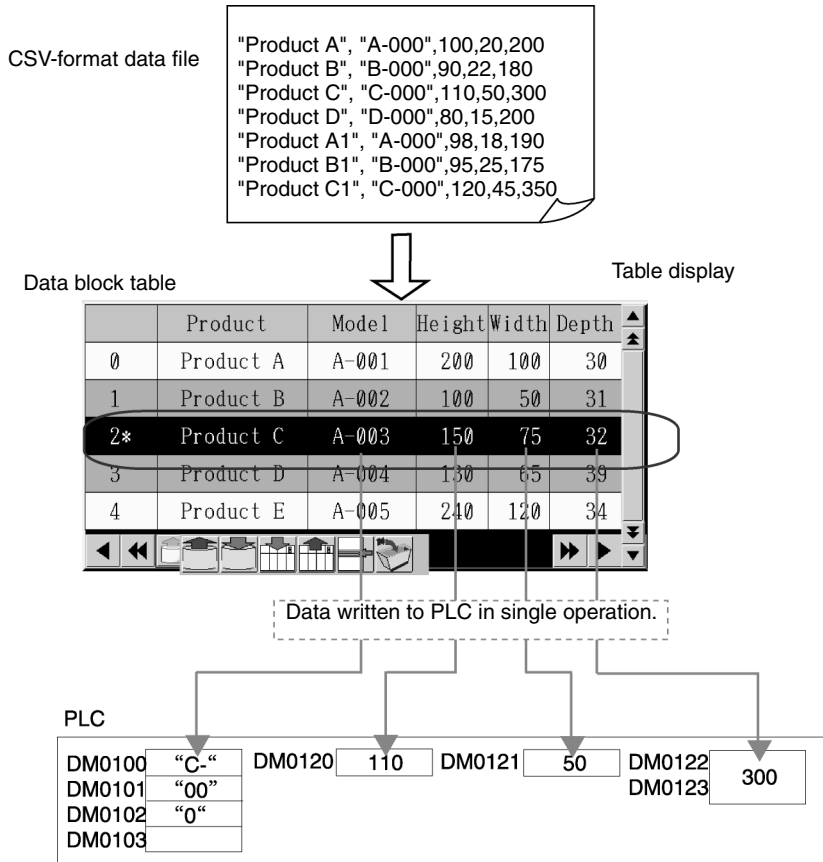 CSV-format data file
"Product A", "A-000",100,20,200
"Product B", "B-000",90,22,180
"Product C", "C-000",110,50,300
"Product D", "D-000",80,15,200
"Product A1", "A-000",98,18,190
"Product B1", "B-000",95,25,175
"Product C1", "C-000",120,45,350
Data block table
Table display
Product Model Height Width Depth
0 Product A A-001 200 100 30
1 Product B A-002 100 50 31
2* Product C A-003 150 75 32
3 Product D A-004 130 65 39
4 Product E A-005 240 120 34
Data written to PLC in single operation.
PLC
DM0100 “C-“ DM0120 110 DM0121 50 DM0122 300
DM0101 “00” DM0123
DM0102 “0“
DM0103